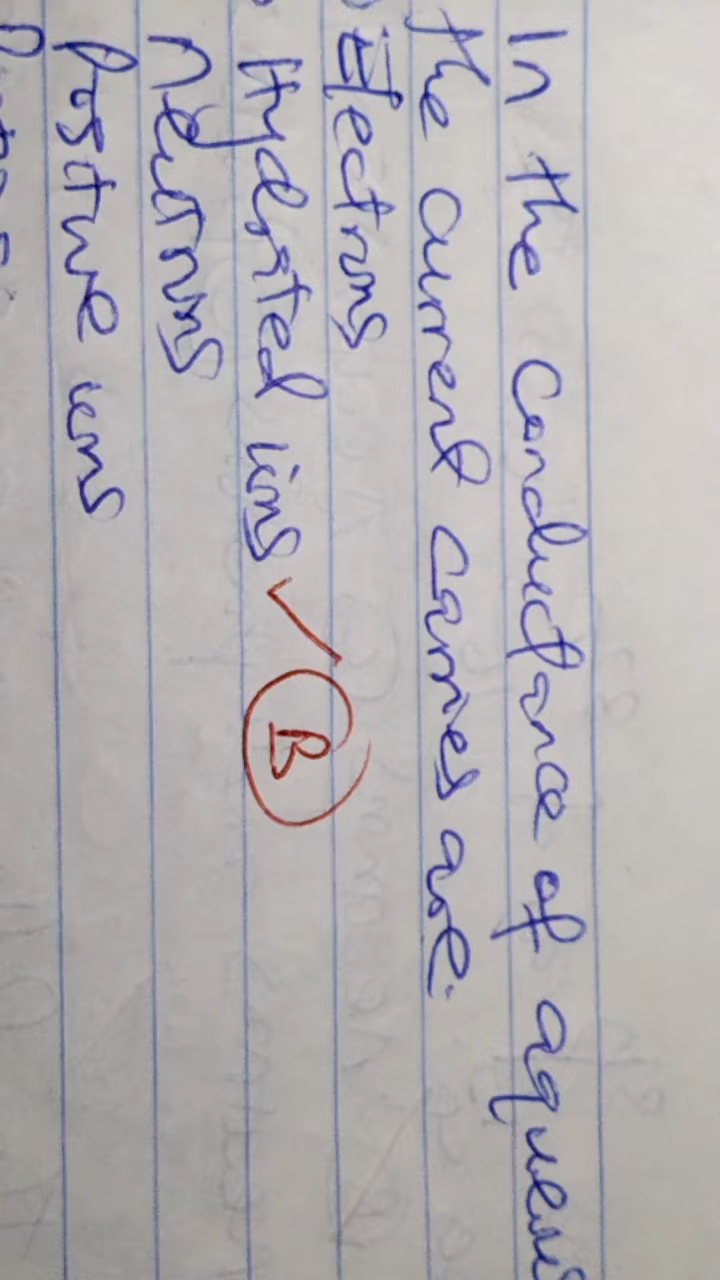 In the conductance of aqueous
the current carries are.
Electrons
Hydrated ions ✓ B
neutrons
Positive ions